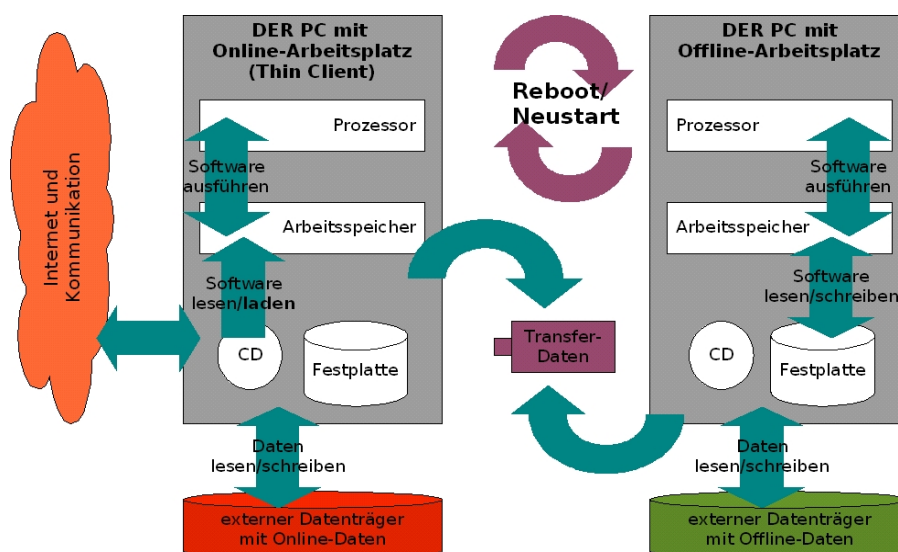 DER PC mit
Online-Arbeitsplatz
(Thin Client)
Prozessor
Software
ausführen
Arbeitsspeicher
Software
lesen/laden
CD
Festplatte
Daten
lesen/schreiben
externer Datenträger
mit Online-Daten
Internet und
Kommunikation
Reboot/
Neustart
Transfer-
Daten
DER PC mit
Offline-Arbeitsplatz
Prozessor
Software
ausführen
Arbeitsspeicher
Software
lesen/schreiben
CD
Festplatte
Daten
lesen/schreiben
externer Datenträger
mit Offline-Daten